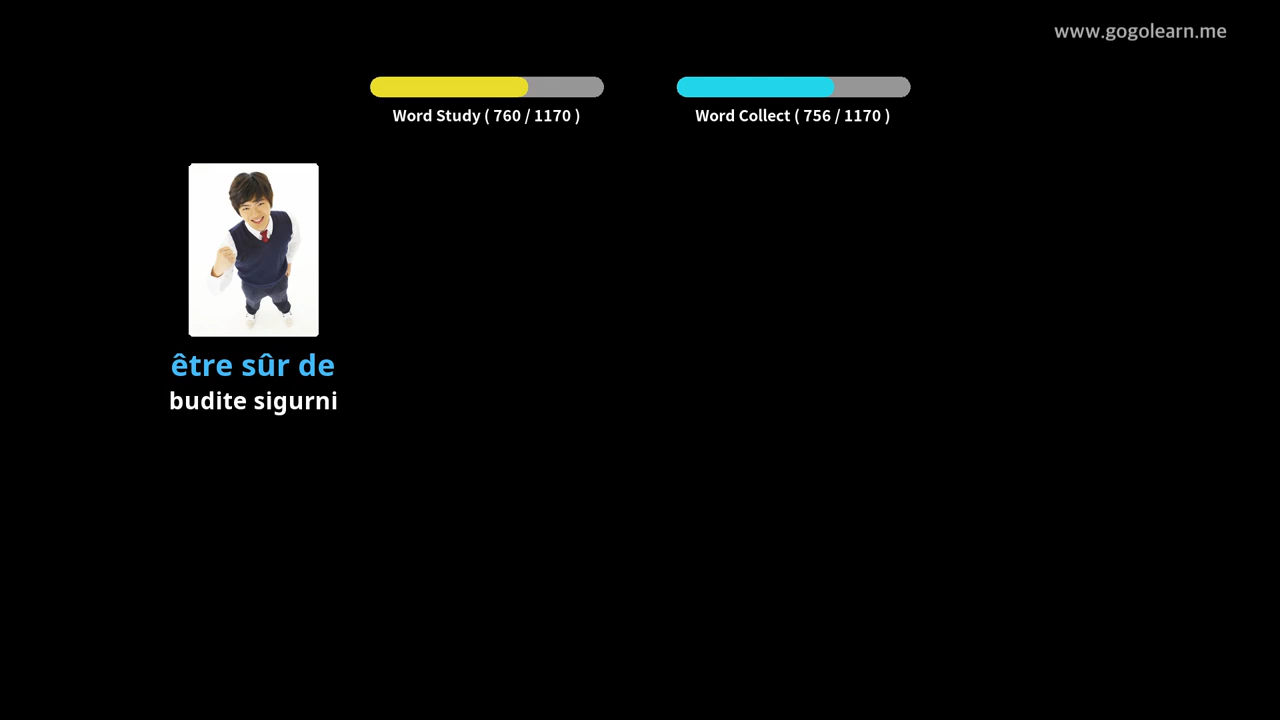 www.gogolearn.me
Word Study ( 760 / 1170 )
Word Collect ( 756 / 1170 )
être sûr de
budite sigurni